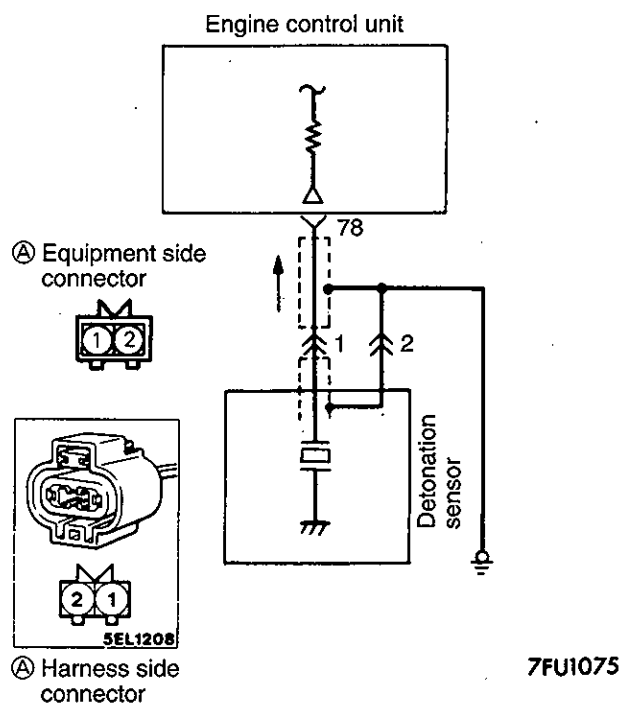 Engine control unit
78
Ⓐ Equipment side
connector
1 2
1
2
Detonation
sensor
2 1
5EL1208
Ⓐ Harness side
connector
7FU1075